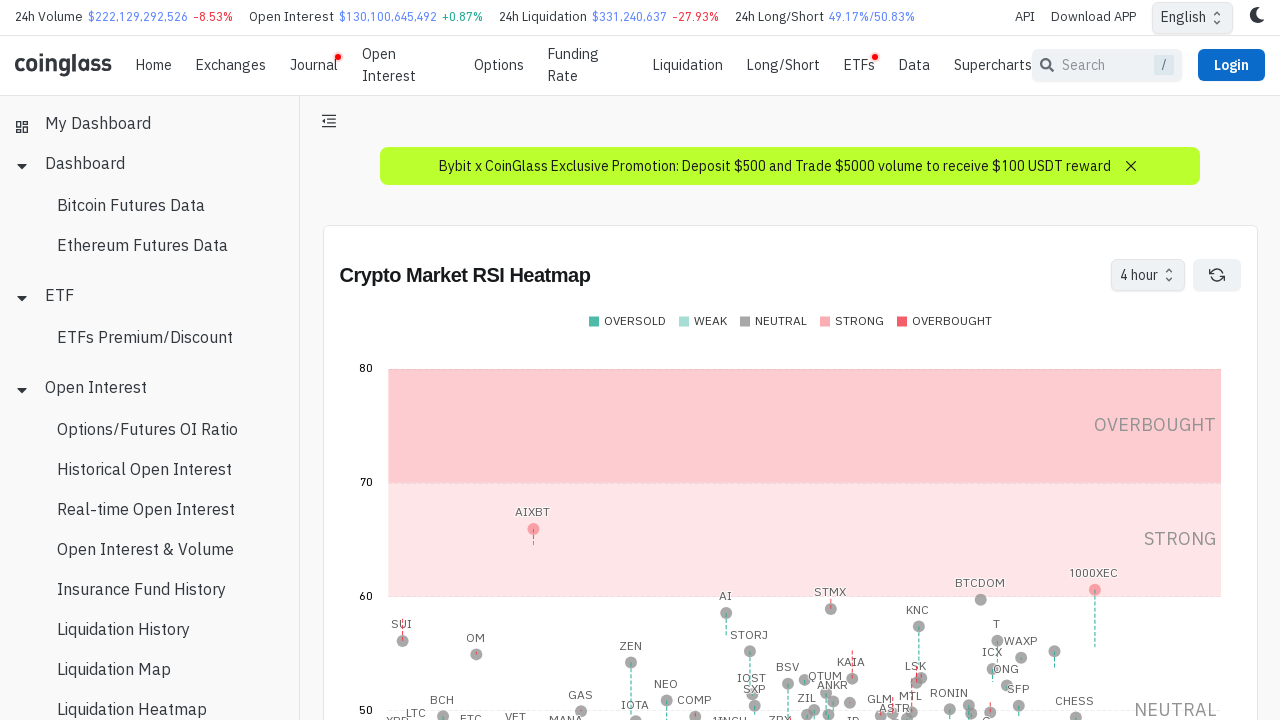 24h Volume $222,129,292,526 -8.53% Open Interest $130,100,645,492 +0.87% 24h Liquidation $331,240,637 -27.93% 24h Long/Short 49.17%/50.83% API Download APP English
coinglass Home Exchanges Journal Open Interest Options Funding Rate Liquidation Long/Short ETFs Data Supercharts Search / Login
My Dashboard
Dashboard
Bitcoin Futures Data
Ethereum Futures Data
ETF
ETFs Premium/Discount
Open Interest
Options/Futures OI Ratio
Historical Open Interest
Real-time Open Interest
Open Interest & Volume
Insurance Fund History
Liquidation History
Liquidation Map
Liquidation Heatmap
Bybit x CoinGlass Exclusive Promotion: Deposit $500 and Trade $5000 volume to receive $100 USDT reward
Crypto Market RSI Heatmap 4 hour
OVERSOLD WEAK NEUTRAL STRONG OVERBOUGHT
80
OVERBOUGHT
70
AIXBT
STRONG
1000XEC
BTCDOM
STMX
AI
60
KNC
SUI T
STORJ
OM WAXP
ZEN ICX
KAIA
BSV LSK
QTUM
IOST
NEO ANKR
SXP SFP
GAS RONIN
MTL
BCH COMP ZIL GLM CHESS
IOTA
50 NEUTRAL
LTC ASTR